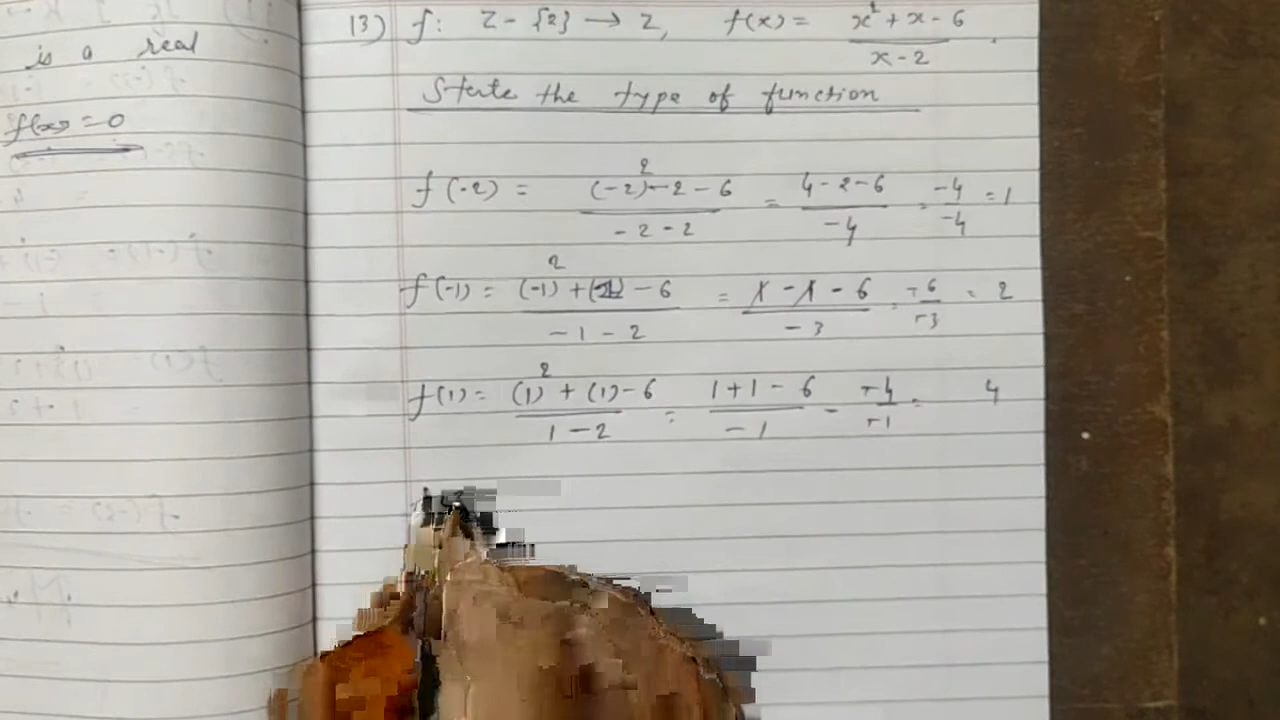 is a real
f(x) = 0
13) f: Z - {2} → Z, f(x) = x² + x - 6 / x - 2 .
State the type of function
f(-2) = (-2)² - 2 - 6 / -2 - 2 = 4 - 2 - 6 / -4 = -4 / -4 = 1
f(-1) = (-1)² + (-1) - 6 / -1 - 2 = 1 - 1 - 6 / -3 = -6 / -3 = 2
f(1) = (1)² + (1) - 6 / 1 - 2 = 1 + 1 - 6 / -1 = -4 / -1 = 4